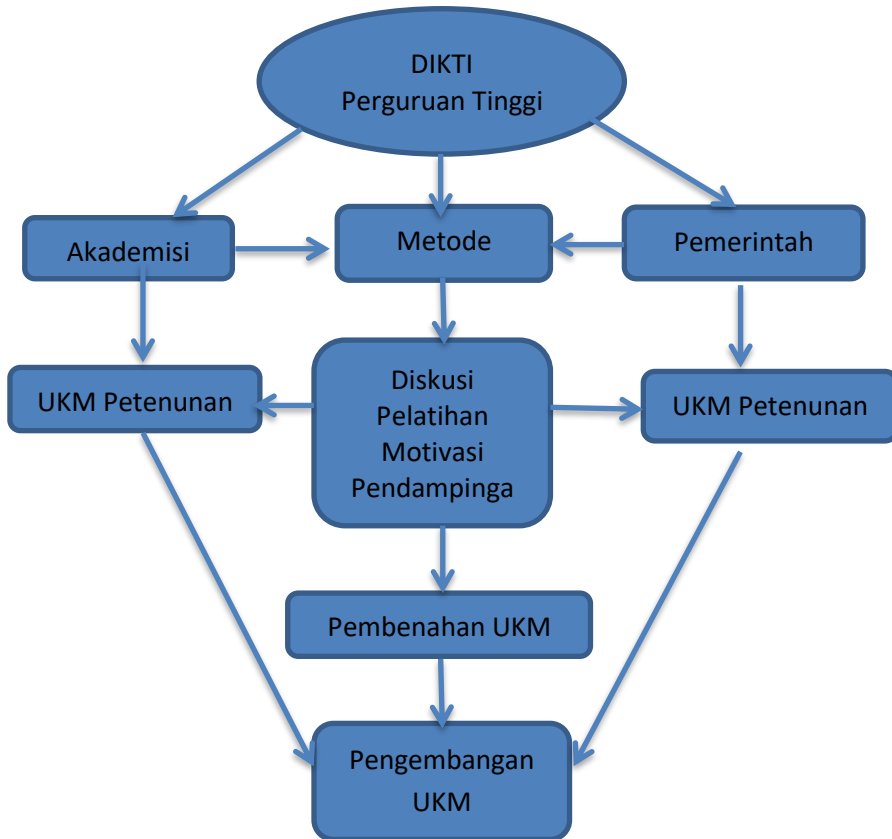 DIKTI
Perguruan Tinggi
Akademisi
Metode
Pemerintah
UKM Petenunan
Diskusi
Pelatihan
Motivasi
Pendampinga
UKM Petenunan
Pembenahan UKM
Pengembangan
UKM